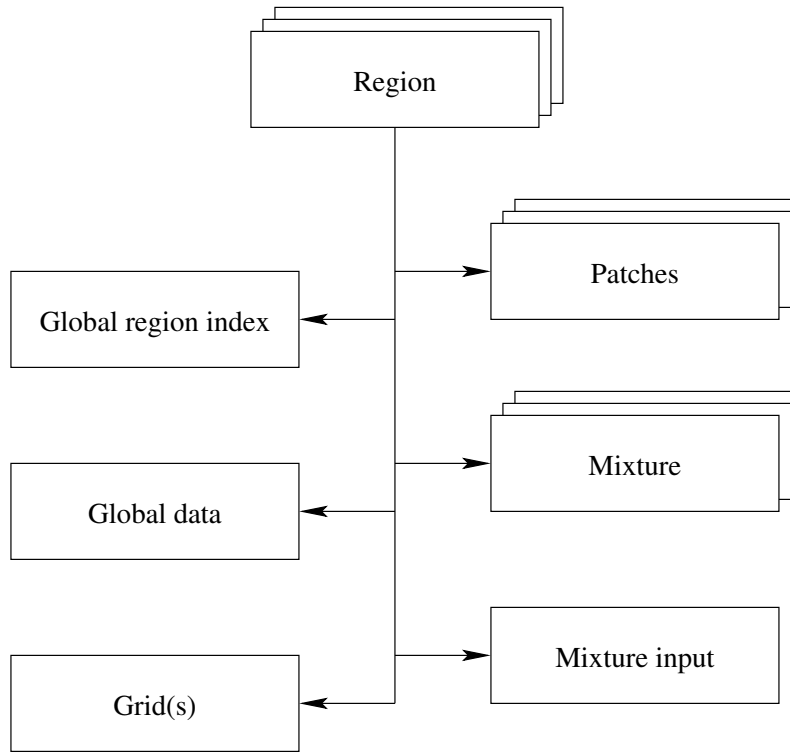 Region
Patches
Global region index
Mixture
Global data
Mixture input
Grid(s)